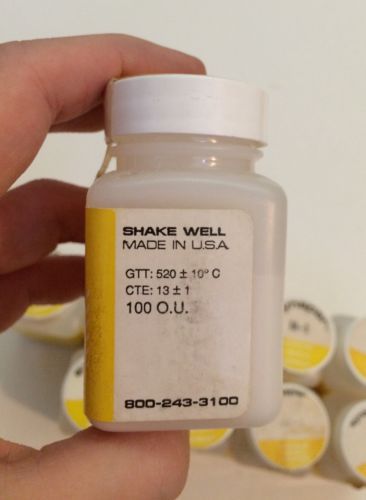 SHAKE WELL
MADE IN U.S.A
GTT: 520 ± 10° C
CTE: 13 ± 1
100 O.U.
800-243-3100